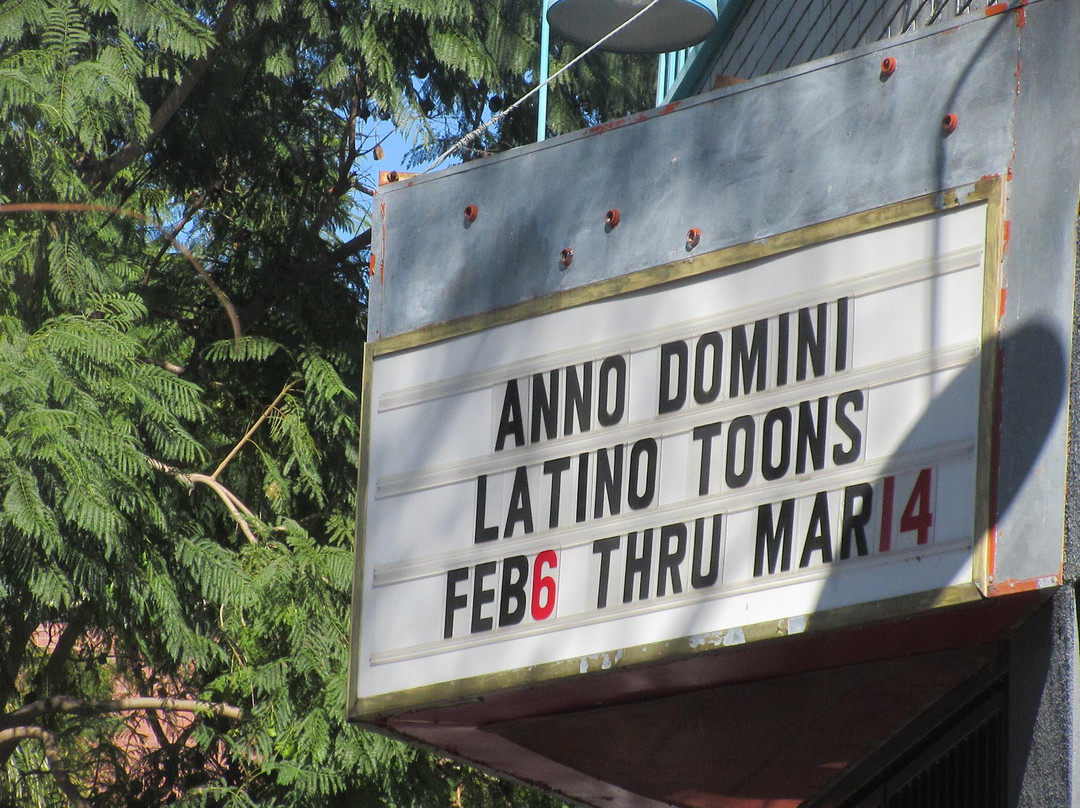 ANNO DOMINI
LATINO TOONS
FEB6 THRU MAR14